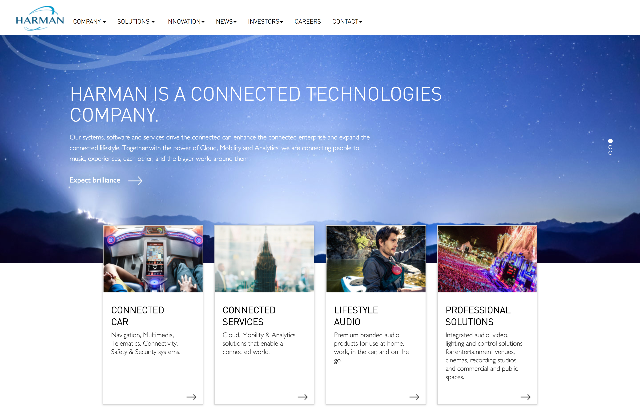 HARMAN
COMPANY
SOLUTIONS
INNOVATION
NEWS
INVESTORS
CAREERS
CONTACT
HARMAN IS A CONNECTED TECHNOLOGIES
COMPANY.
Our systems, software and services drive the connected car, enhance the connected enterprise and expand the
connected lifestyle. Together with the power of Cloud, Mobility and Analytics, we are connecting people to
music, experiences, each other, and the bigger world around them.
Expect brilliance
CONNECTED
CAR
Navigation, Multimedia,
Telematics, Connectivity,
Safety & Security systems.
CONNECTED
SERVICES
Cloud, Mobility & Analytics
solutions that enable a
connected world.
LIFESTYLE
AUDIO
Premium branded audio
products for use at home,
work, in the car and on the
go.
PROFESSIONAL
SOLUTIONS
Integrated audio, video,
lighting and control solutions
for entertainment venues,
cinemas, recording studios
and commercial and public
spaces.